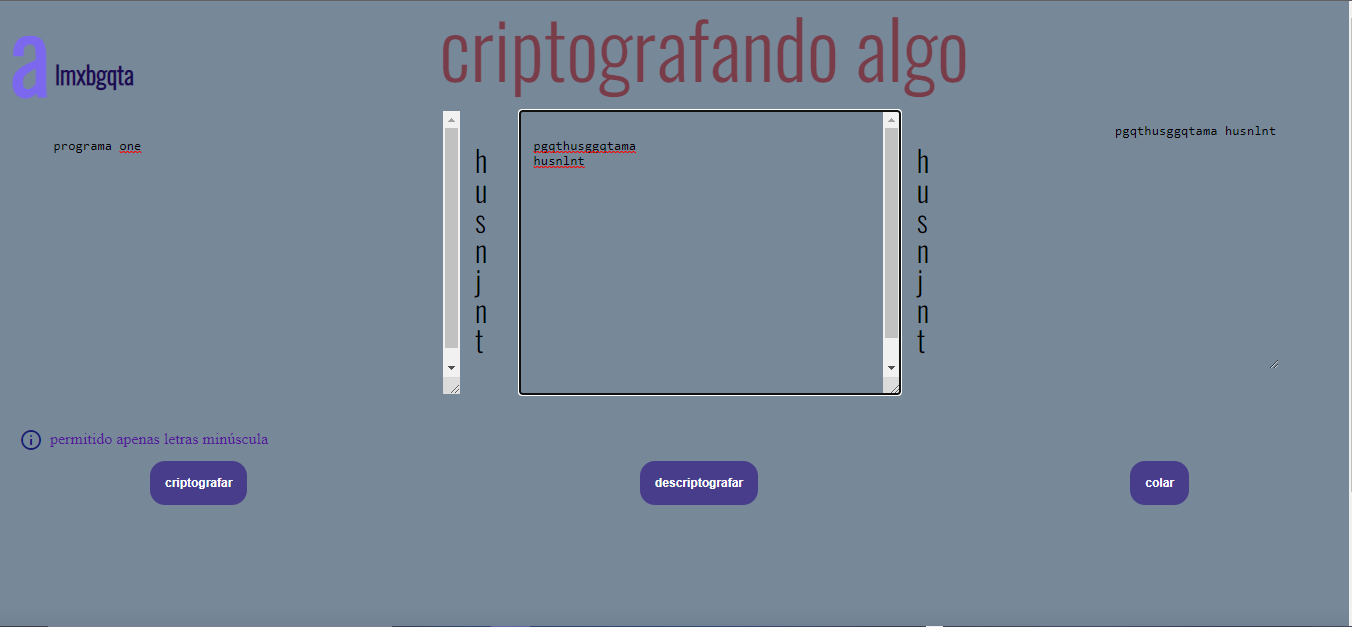 criptografando algo
a lmxbgqta
programa one
h
u
s
n
j
n
t
pgqthusggqtama
husnlnt
h
u
s
n
j
n
t
pgqthusggqtama husnlnt
permitido apenas letras minúscula
criptografar
descriptografar
colar